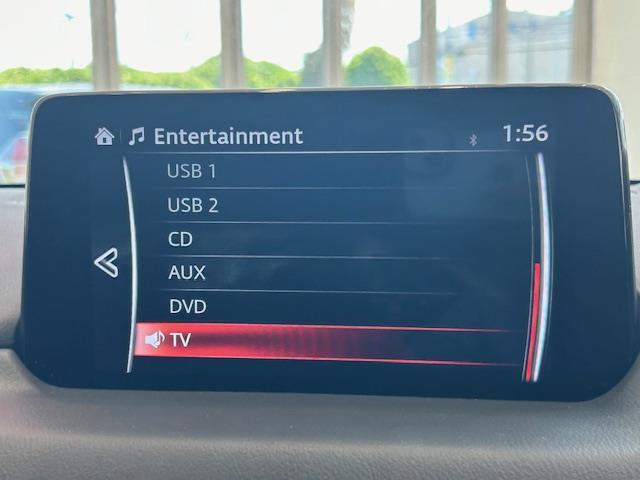 Entertainment 1:56
USB 1
USB 2
CD
AUX
DVD
TV